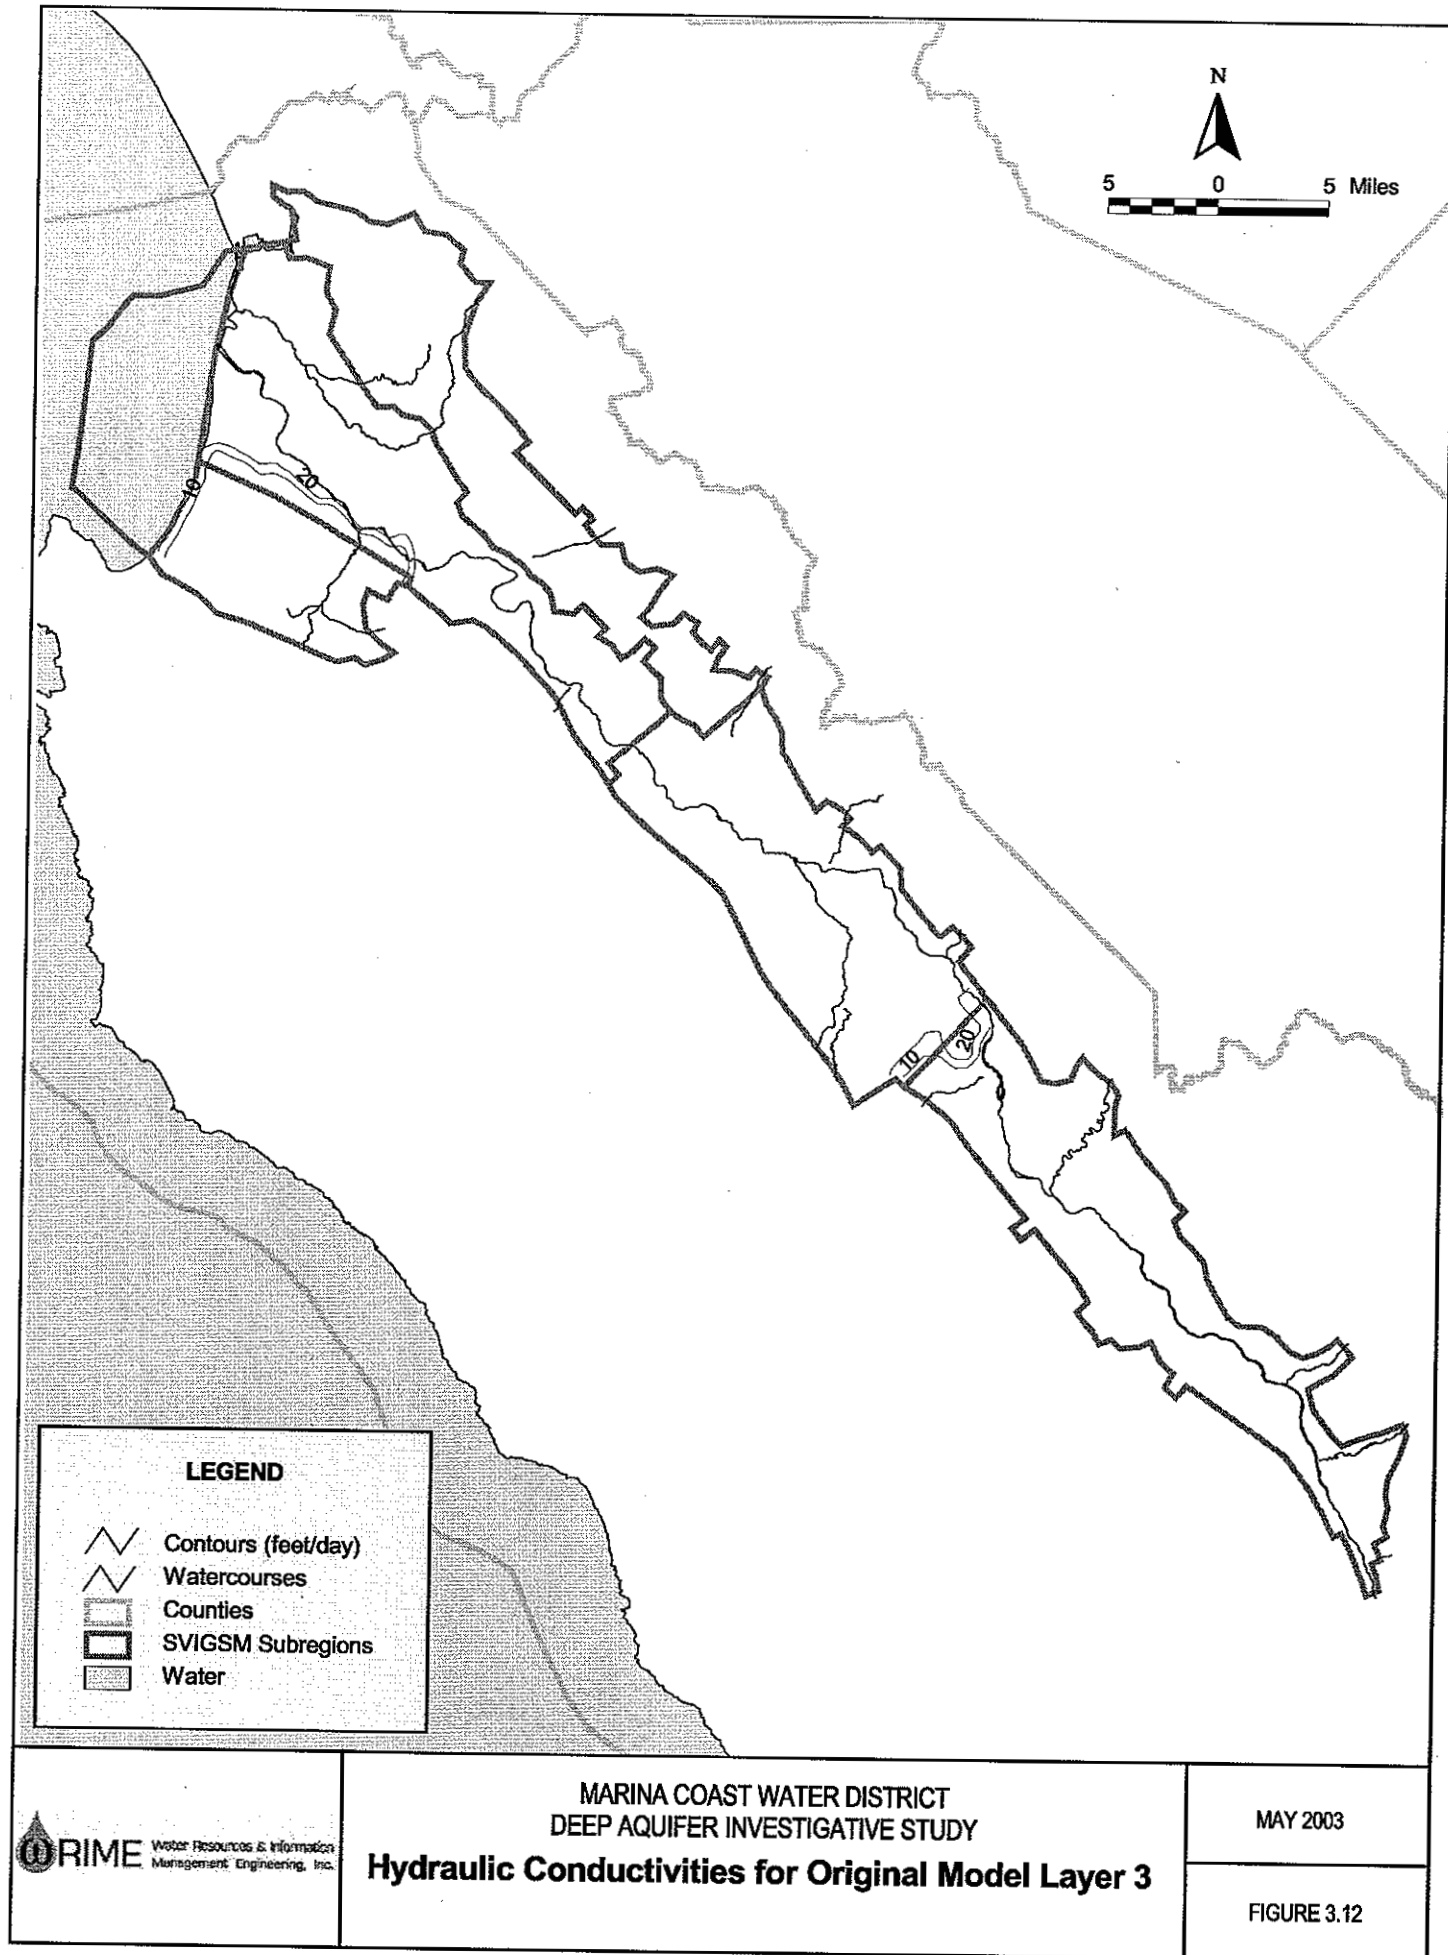 N
5 0 5 Miles
20
10
20
10
LEGEND
Contours (feet/day)
Watercourses
Counties
SVIGSM Subregions
Water
WRIME Water Resources & Information
Management Engineering, Inc.
MARINA COAST WATER DISTRICT
DEEP AQUIFER INVESTIGATIVE STUDY
Hydraulic Conductivities for Original Model Layer 3
MAY 2003
FIGURE 3.12